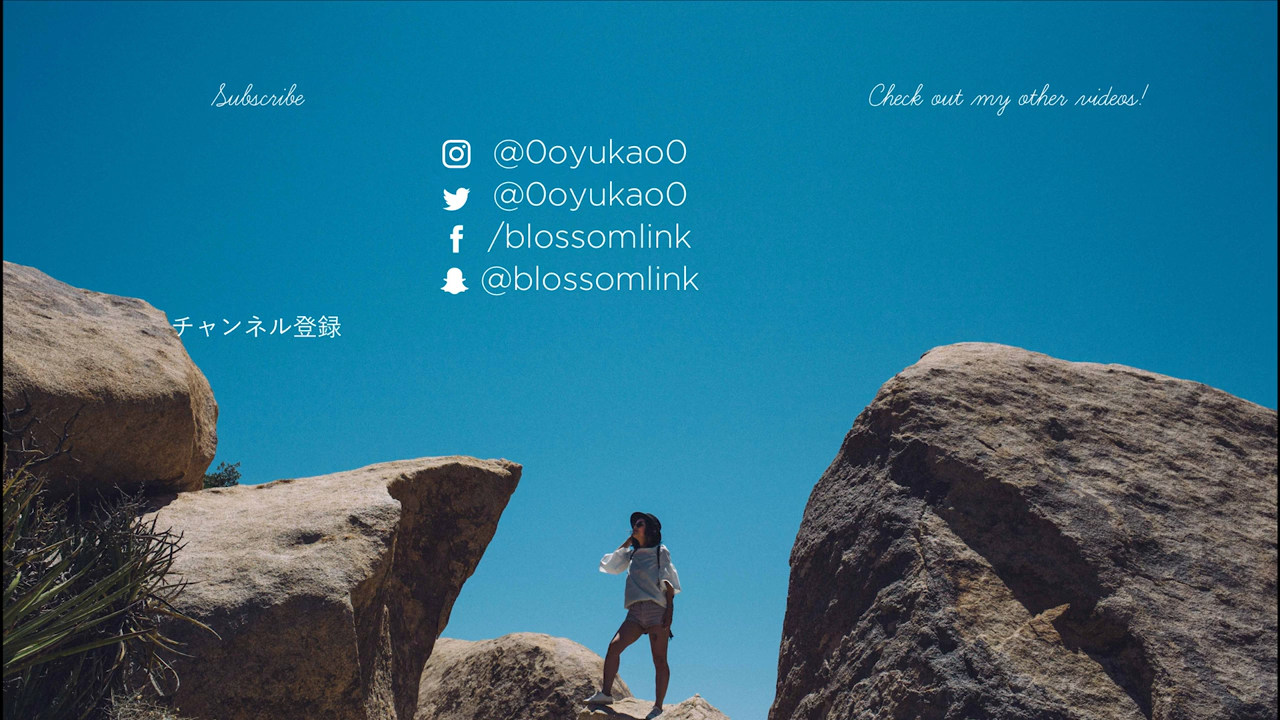 Subscribe
Check out my other videos!
@0oyukao0
@0oyukao0
/blossomlink
@blossomlink
チャンネル登録